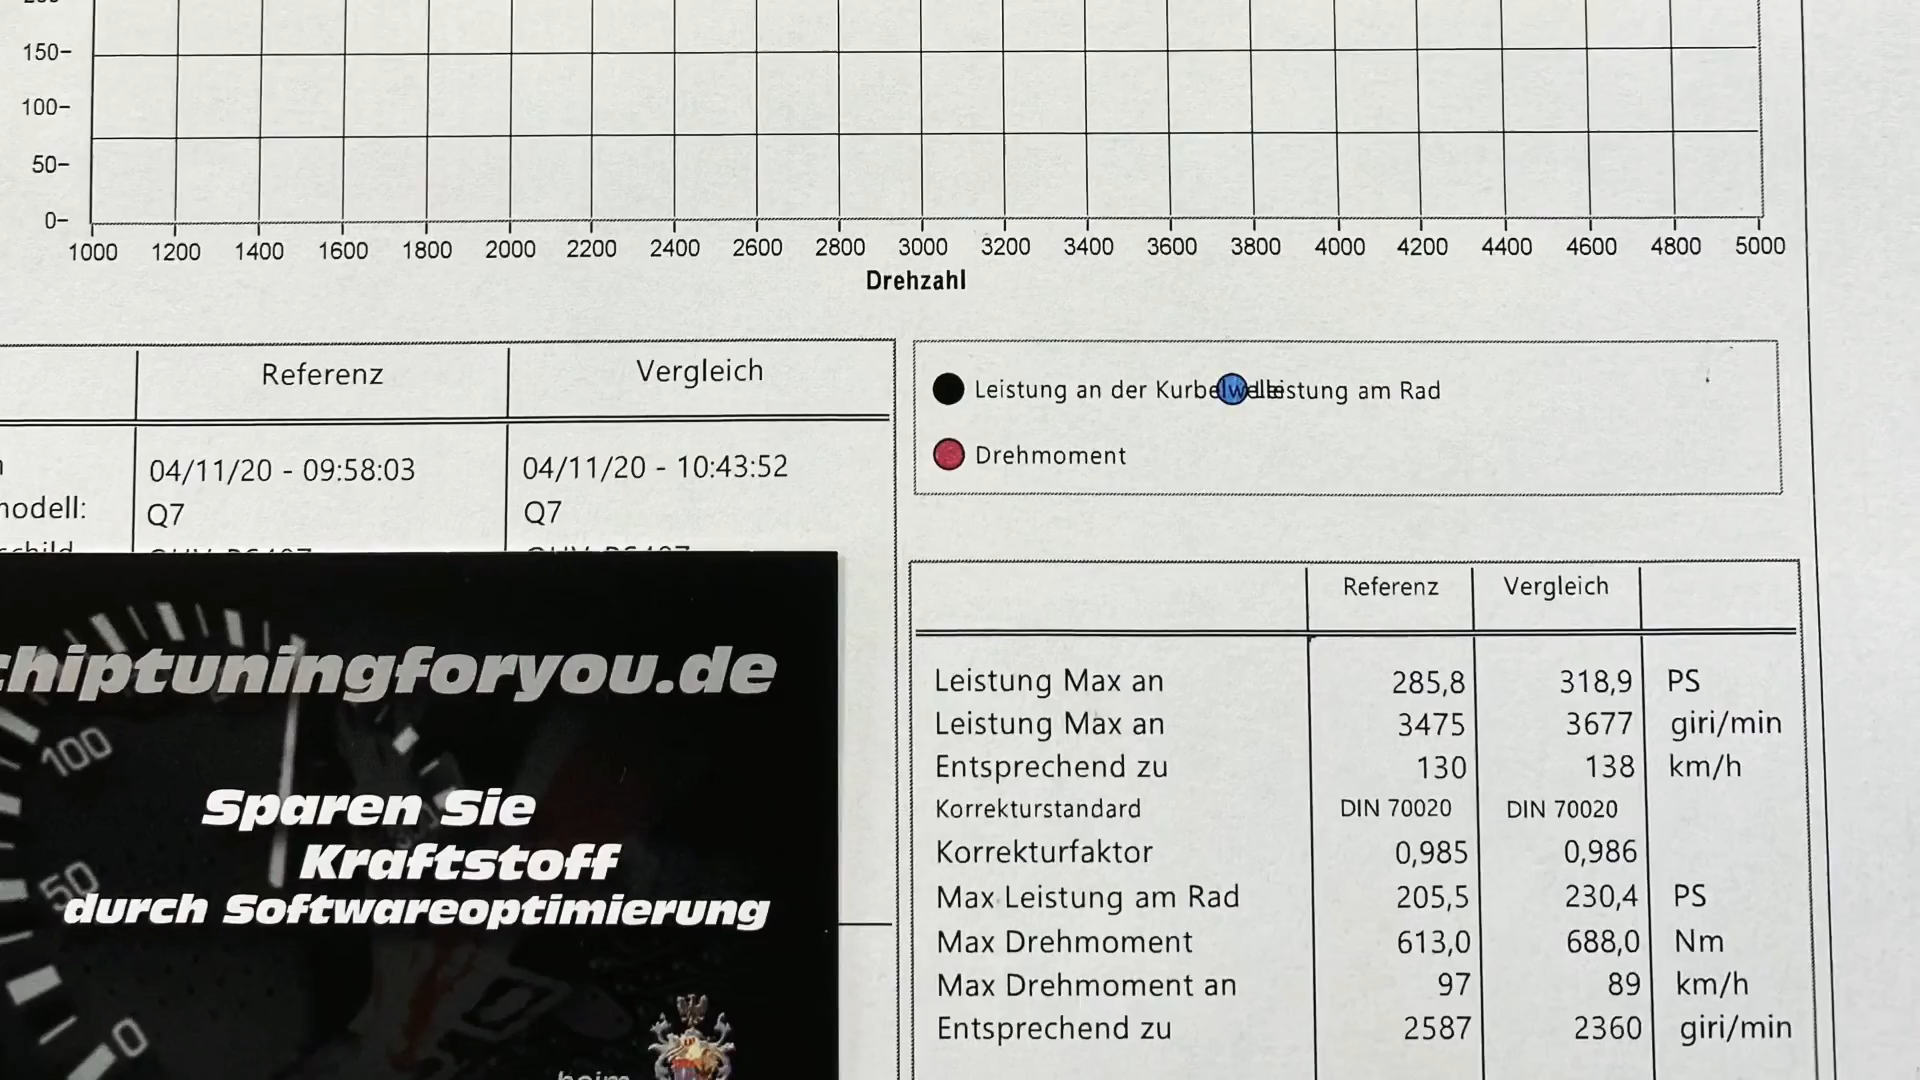 150-
100-
50-
0-
1000 1200 1400 1600 1800 2000 2200 2400 2600 2800 3000 3200 3400 3600 3800 4000 4200 4400 4600 4800 5000
Drehzahl
Referenz Vergleich
04/11/20 - 09:58:03 04/11/20 - 10:43:52
modell: Q7 Q7
Leistung an der Kurbelwelle Leistung am Rad
Drehmoment
Referenz Vergleich
Leistung Max an 285,8 318,9 PS
Leistung Max an 3475 3677 giri/min
Entsprechend zu 130 138 km/h
Korrekturstandard DIN 70020 DIN 70020
Korrekturfaktor 0,985 0,986
Max Leistung am Rad 205,5 230,4 PS
Max Drehmoment 613,0 688,0 Nm
Max Drehmoment an 97 89 km/h
Entsprechend zu 2587 2360 giri/min
chiptuningforyou.de
100
Sparen Sie
Kraftstoff
50
durch Softwareoptimierung
0